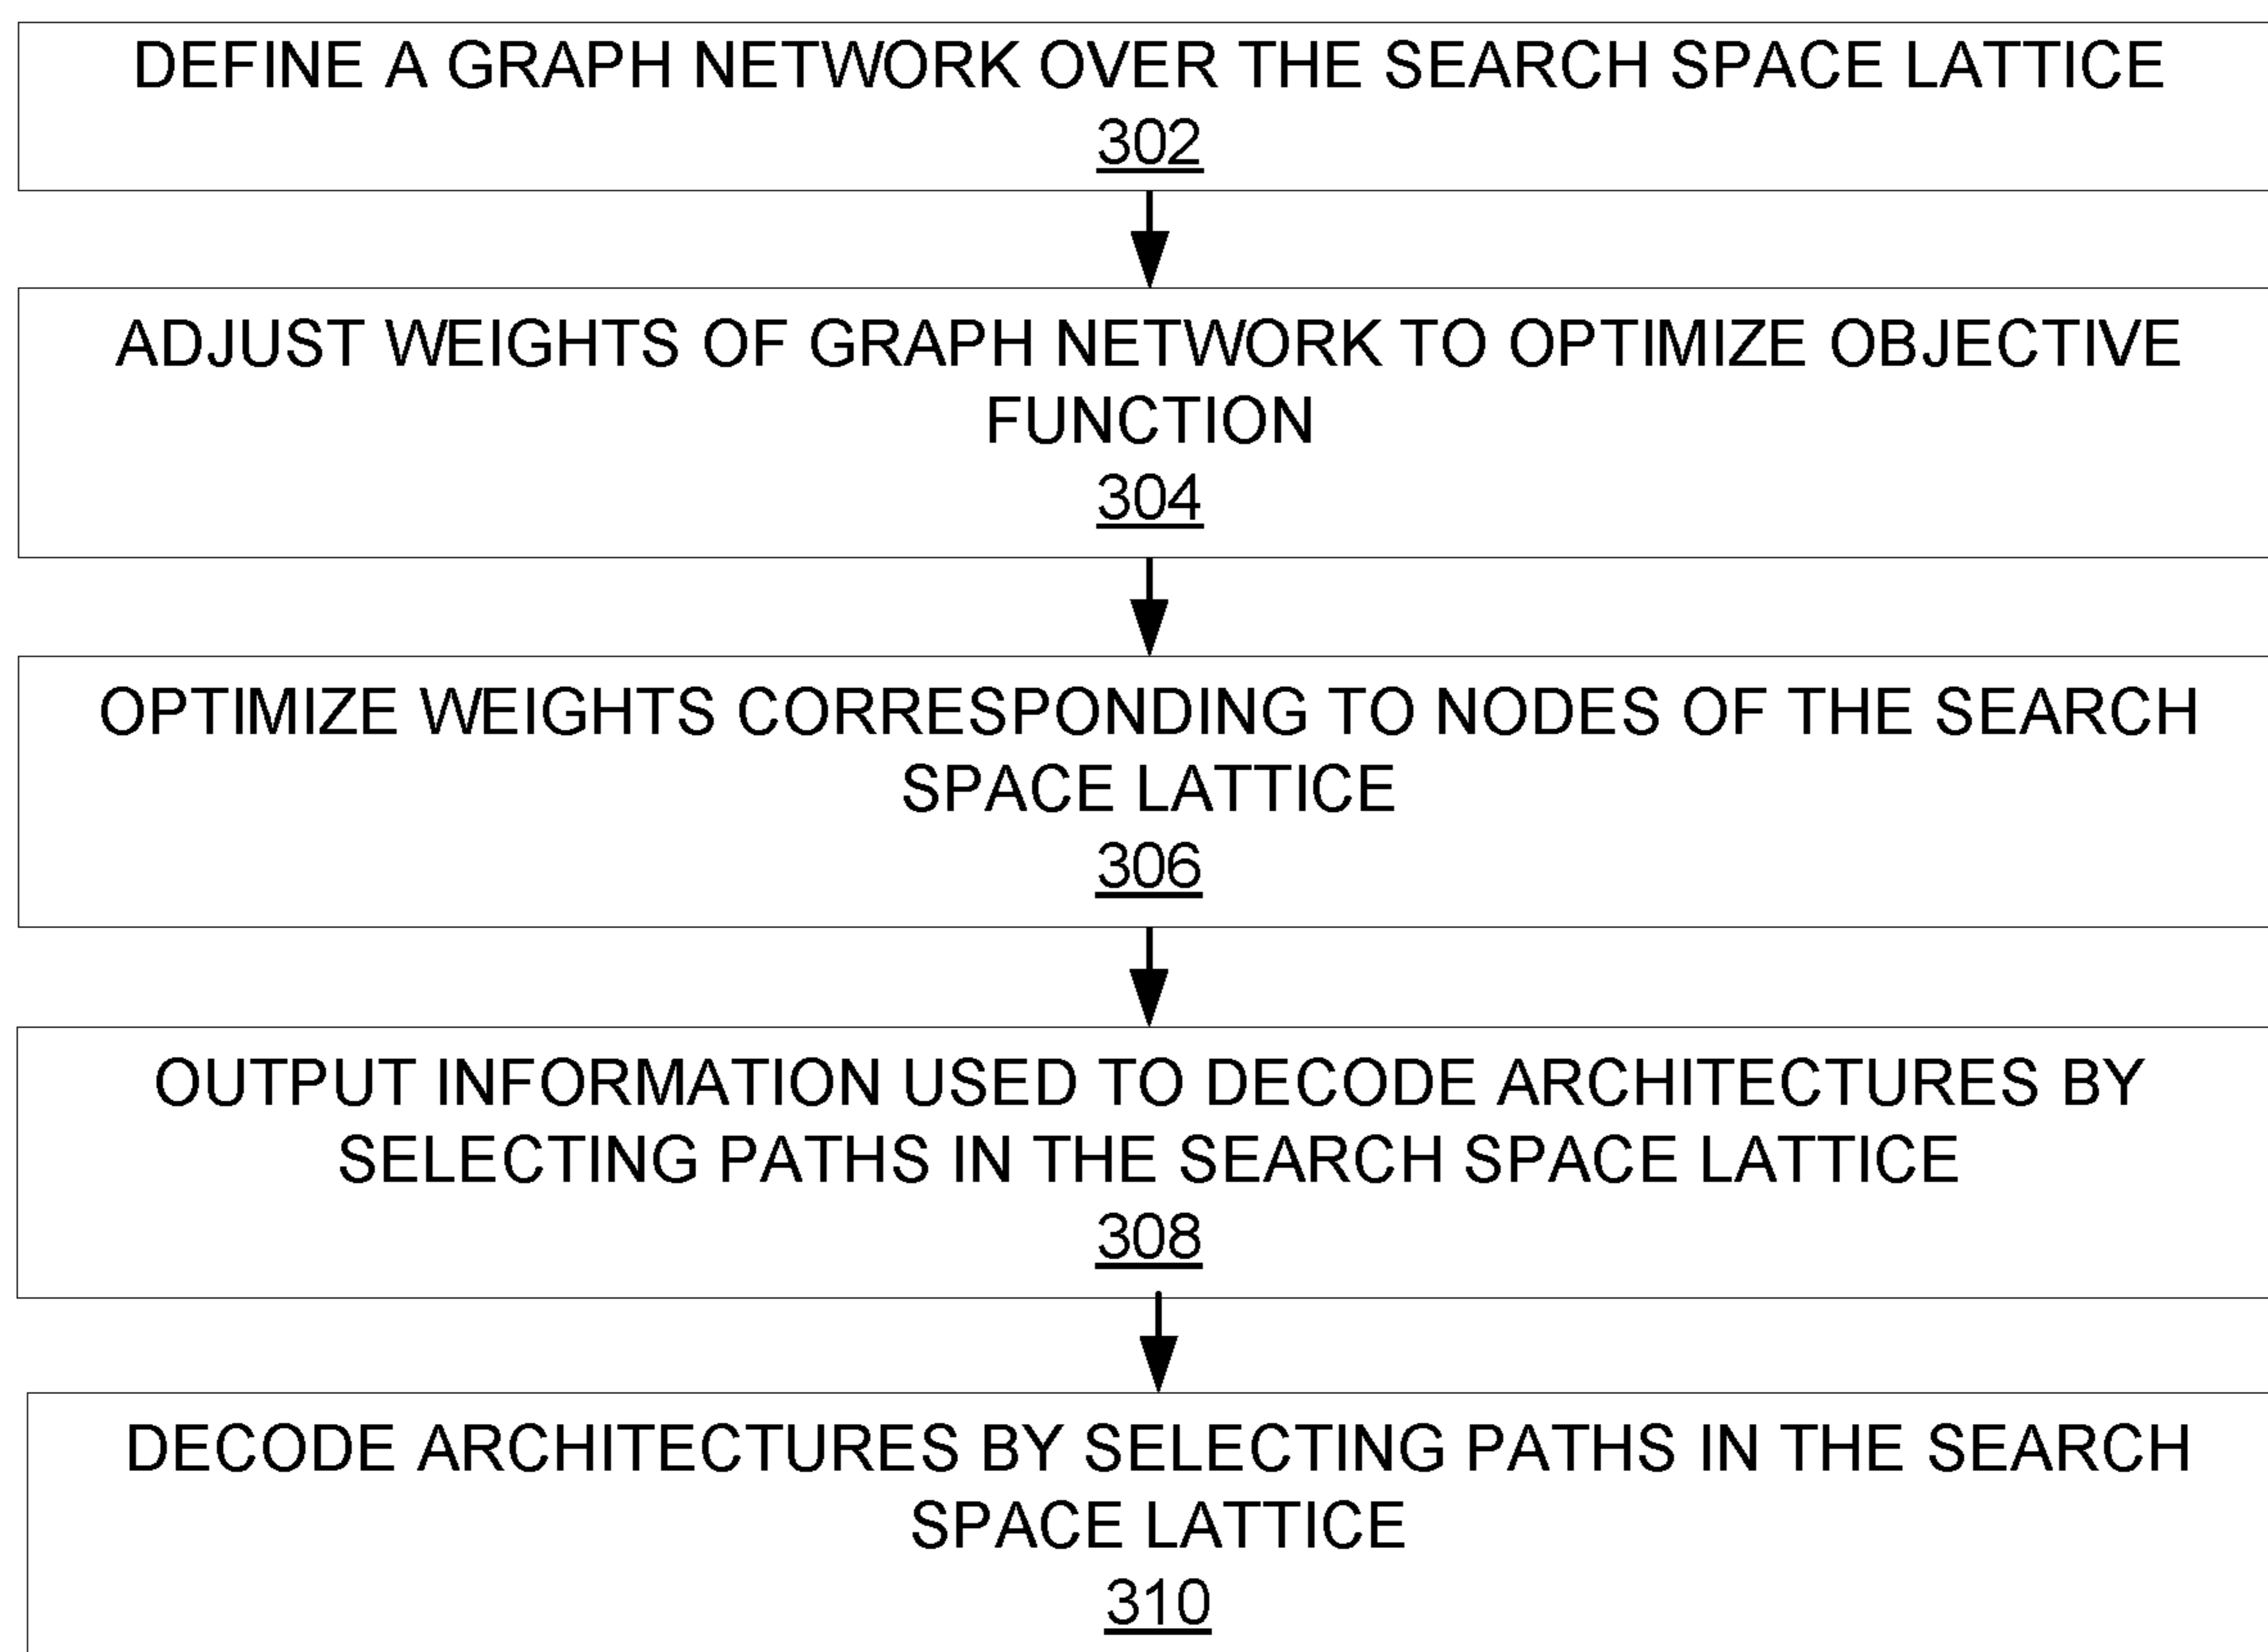 DEFINE A GRAPH NETWORK OVER THE SEARCH SPACE LATTICE
302
ADJUST WEIGHTS OF GRAPH NETWORK TO OPTIMIZE OBJECTIVE
FUNCTION
304
OPTIMIZE WEIGHTS CORRESPONDING TO NODES OF THE SEARCH
SPACE LATTICE
306
OUTPUT INFORMATION USED TO DECODE ARCHITECTURES BY
SELECTING PATHS IN THE SEARCH SPACE LATTICE
308
DECODE ARCHITECTURES BY SELECTING PATHS IN THE SEARCH
SPACE LATTICE
310